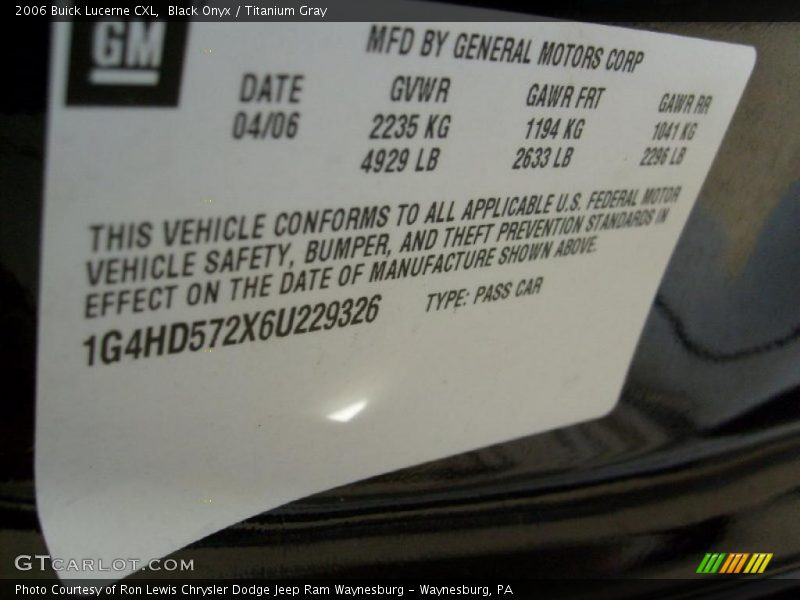 2006 Buick Lucerne CXL,  Black Onyx / Titanium Gray
GM
MFD BY GENERAL MOTORS CORP
DATE GVWR GAWR FRT GAWR RR
04/06 2235 KG 1194 KG 1041 KG
4929 LB 2633 LB 2296 LB
THIS VEHICLE CONFORMS TO ALL APPLICABLE U.S. FEDERAL MOTOR
VEHICLE SAFETY, BUMPER, AND THEFT PREVENTION STANDARDS IN
EFFECT ON THE DATE OF MANUFACTURE SHOWN ABOVE.
1G4HD572X6U229326 TYPE: PASS CAR
GTCARLOT.COM
Photo Courtesy of Ron Lewis Chrysler Dodge Jeep Ram Waynesburg - Waynesburg, PA